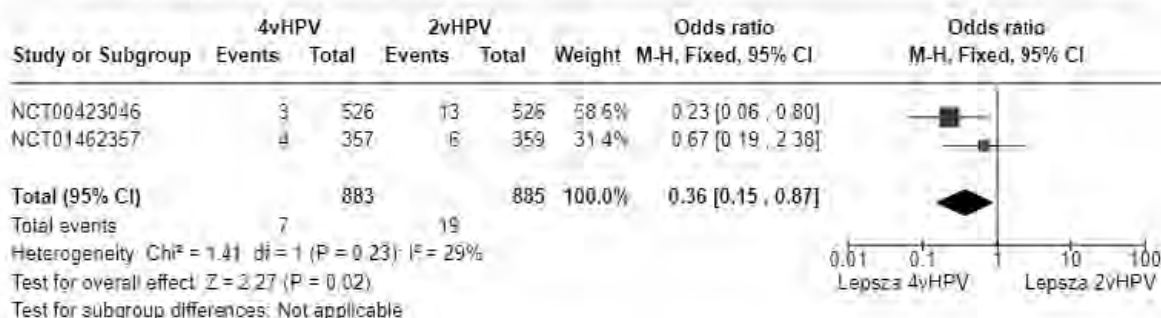 4vHPV 2vHPV Odds ratio Odds ratio
Study or Subgroup Events Total Events Total Weight M-H, Fixed, 95% CI M-H, Fixed, 95% CI
NCT00423046 3 526 13 526 68.6% 0.23 [0.06 , 0.80]
NCT01462357 4 357 6 359 31.4% 0.67 [0.19 , 2.38]
Total (95% CI) 883 885 100.0% 0.36 [0.15 , 0.87]
Total events 7 19
Heterogeneity: Chi² = 1.41, df = 1 (P = 0.23); I² = 29%
Test for overall effect: Z = 2.27 (P = 0.02)
Test for subgroup differences: Not applicable
0.01 0.1 1 10 100
Lepsza 4vHPV Lepsza 2vHPV